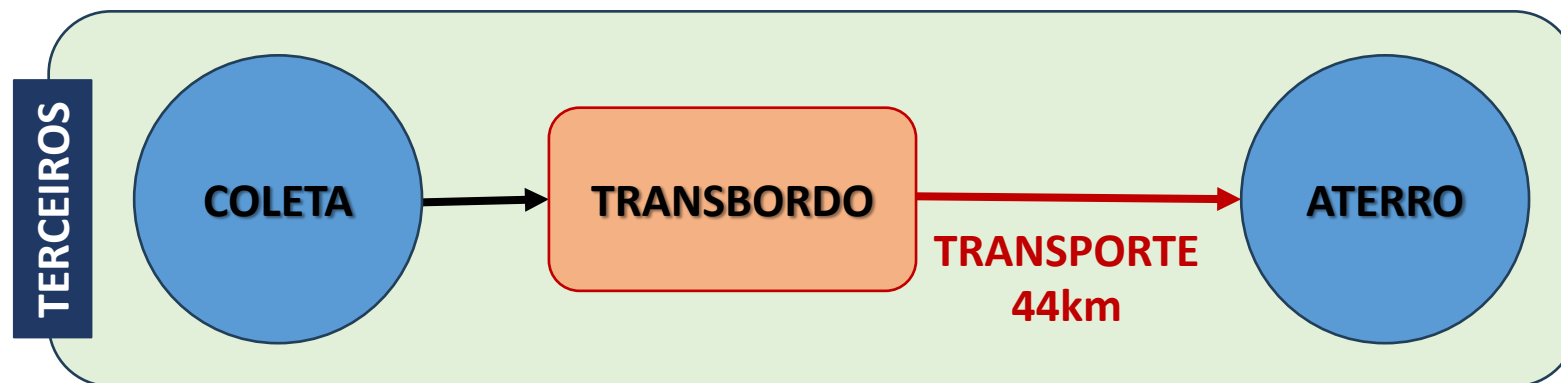 TERCEIROS
COLETA
TRANSBORDO
TRANSPORTE
44km
ATERRO